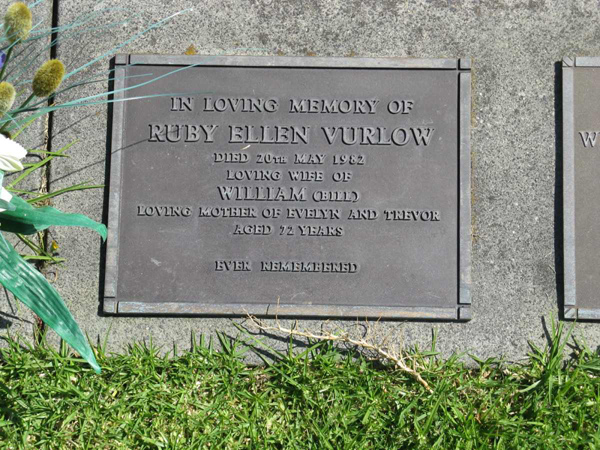 IN LOVING MEMORY OF
RUBY ELLEN VURLOW
DIED 20TH MAY 1982
LOVING WIFE OF
WILLIAM (BILL)
LOVING MOTHER OF EVELYN AND TREVOR
AGED 72 YEARS
EVER REMEMBERED
W